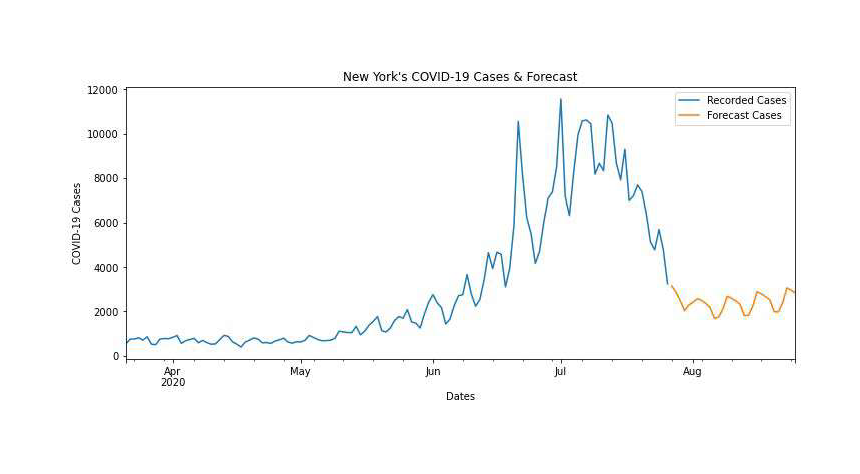 New York's COVID-19 Cases & Forecast
12000
10000
8000
6000
4000
2000
0
COVID-19 Cases
Recorded Cases
Forecast Cases
Apr
2020
May
Jun
Jul
Aug
Dates